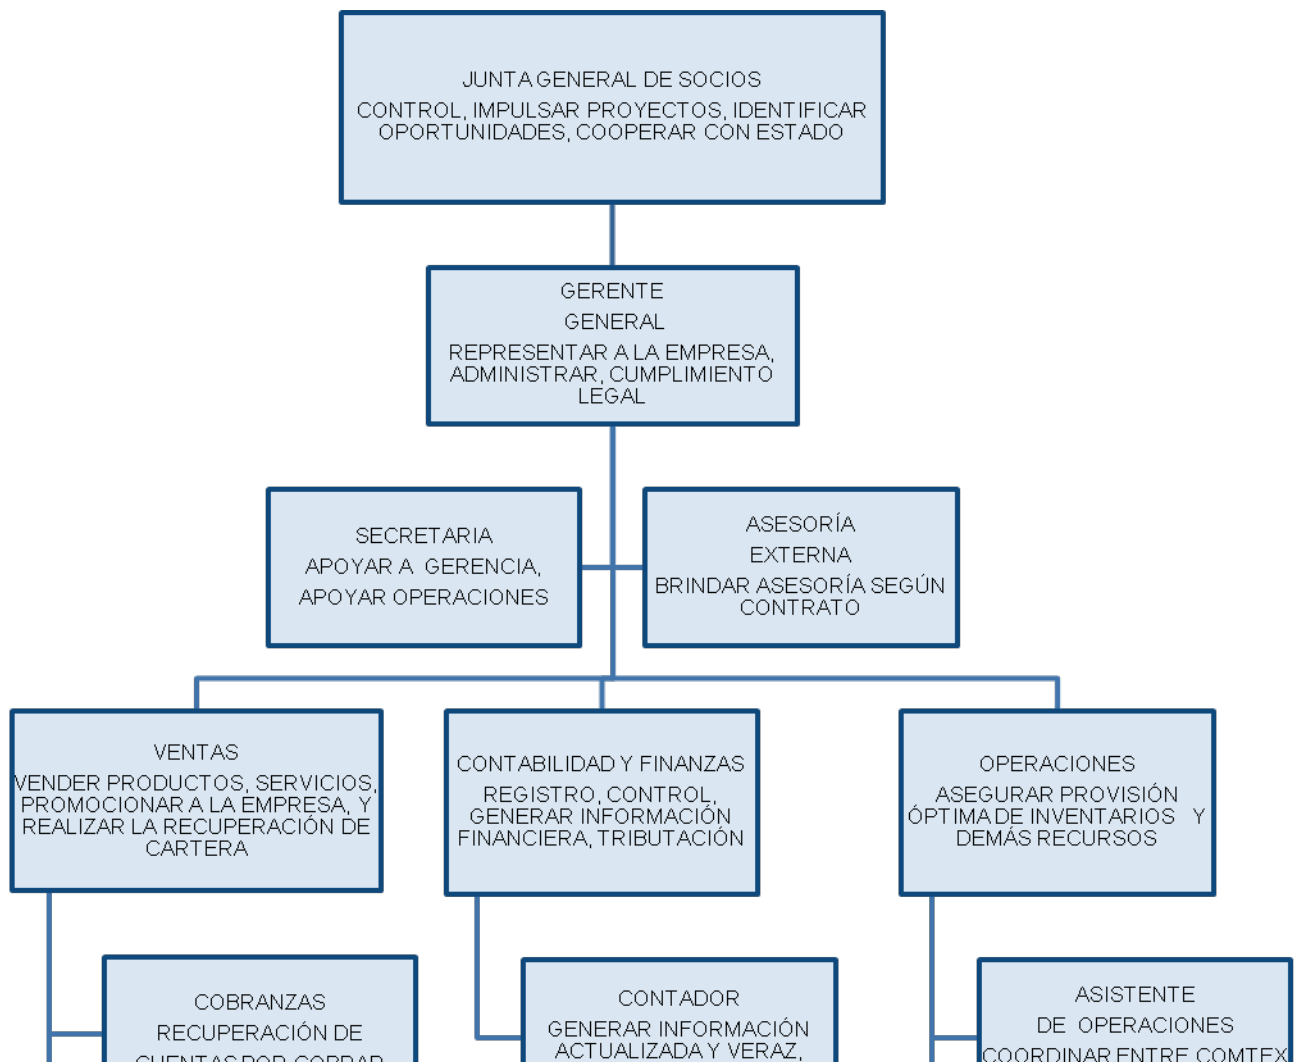 JUNTA GENERAL DE SOCIOS
CONTROL, IMPULSAR PROYECTOS, IDENTIFICAR
OPORTUNIDADES, COOPERAR CON ESTADO
GERENTE
GENERAL
REPRESENTAR A LA EMPRESA,
ADMINISTRAR, CUMPLIMIENTO
LEGAL
SECRETARIA
APOYAR A GERENCIA,
APOYAR OPERACIONES
ASESORÍA
EXTERNA
BRINDAR ASESORÍA SEGÚN
CONTRATO
VENTAS
VENDER PRODUCTOS, SERVICIOS,
PROMOCIONAR A LA EMPRESA, Y
REALIZAR LA RECUPERACIÓN DE
CARTERA
CONTABILIDAD Y FINANZAS
REGISTRO, CONTROL,
GENERAR INFORMACIÓN
FINANCIERA, TRIBUTACIÓN
OPERACIONES
ASEGURAR PROVISIÓN
ÓPTIMA DE INVENTARIOS Y
DEMÁS RECURSOS
COBRANZAS
RECUPERACIÓN DE
CUENTAS POR COBRAR
CONTADOR
GENERAR INFORMACIÓN
ACTUALIZADA Y VERAZ,
ASISTENTE
DE OPERACIONES
COORDINAR ENTRE COMTEX